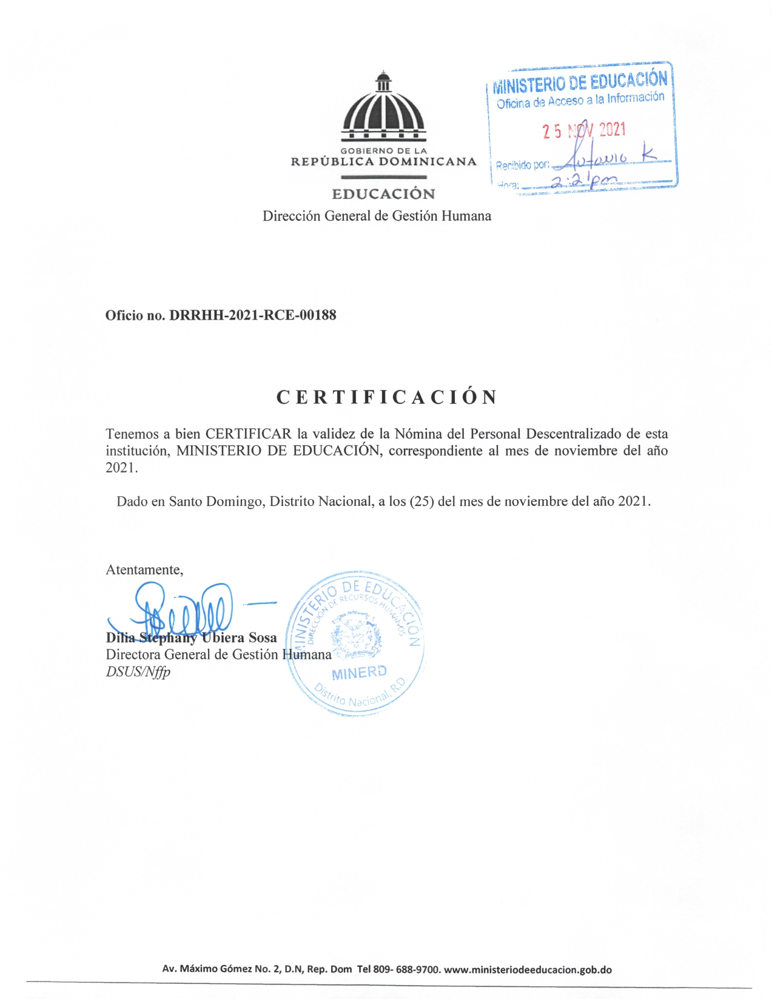 GOBIERNO DE LA
REPÚBLICA DOMINICANA
EDUCACIÓN
Dirección General de Gestión Humana
MINISTERIO DE EDUCACIÓN
Oficina de Acceso a la Información
25 NOV 2021
Recibido por: Antonio K
Hora: 2:21pm
Oficio no. DRRHH-2021-RCE-00188
CERTIFICACIÓN
Tenemos a bien CERTIFICAR la validez de la Nómina del Personal Descentralizado de esta
institución, MINISTERIO DE EDUCACIÓN, correspondiente al mes de noviembre del año
2021.
Dado en Santo Domingo, Distrito Nacional, a los (25) del mes de noviembre del año 2021.
Atentamente,
Dilia Stephany Ubiera Sosa
Directora General de Gestión Humana
DSUS/Nffp
MINISTERIO DE EDUCACIÓN
DIRECCIÓN DE RECURSOS HUMANOS
MINERD
Distrito Nacional, R.D.
Av. Máximo Gómez No. 2, D.N, Rep. Dom Tel 809- 688-9700. www.ministeriodeeducacion.gob.do